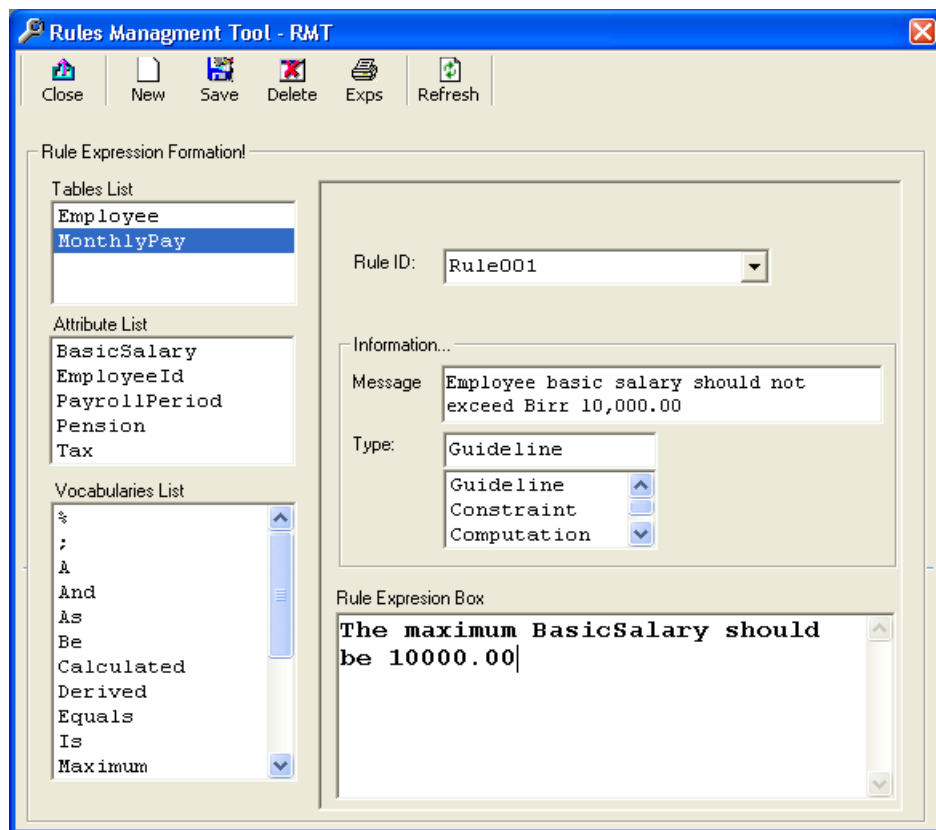 Rules Managment Tool - RMT
Close New Save Delete Exps Refresh
Rule Expression Formation!
Tables List
Employee
MonthlyPay
Attribute List
BasicSalary
EmployeeId
PayrollPeriod
Pension
Tax
Vocabularies List
%
;
A
And
As
Be
Calculated
Derived
Equals
Is
Maximum
Rule ID: Rule001
Information...
Message Employee basic salary should not
exceed Birr 10,000.00
Type: Guideline
Guideline
Constraint
Computation
Rule Expresion Box
The maximum BasicSalary should
be 10000.00